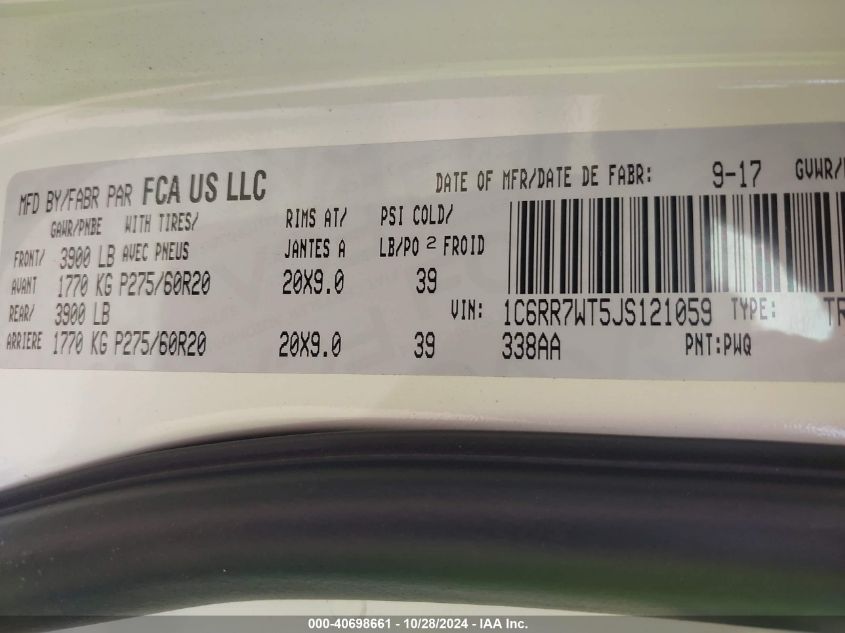 MFD BY/FABR PAR FCA US LLC DATE OF MFR/DATE DE FABR: 9-17 GVWR/
GAWR/PNBE WITH TIRES/ RIMS AT/ PSI COLD/
FRONT/ 3900 LB AVEC PNEUS JANTES A LB/PO 2 FROID
AVANT 1770 KG P275/60R20 20X9.0 39
REAR/ 3900 LB VIN: 1C6RR7WT5JS121059 TYPE: TR
ARRIERE 1770 KG P275/60R20 20X9.0 39 338AA PNT:PWQ
000-40698661 - 10/28/2024 - IAA Inc.